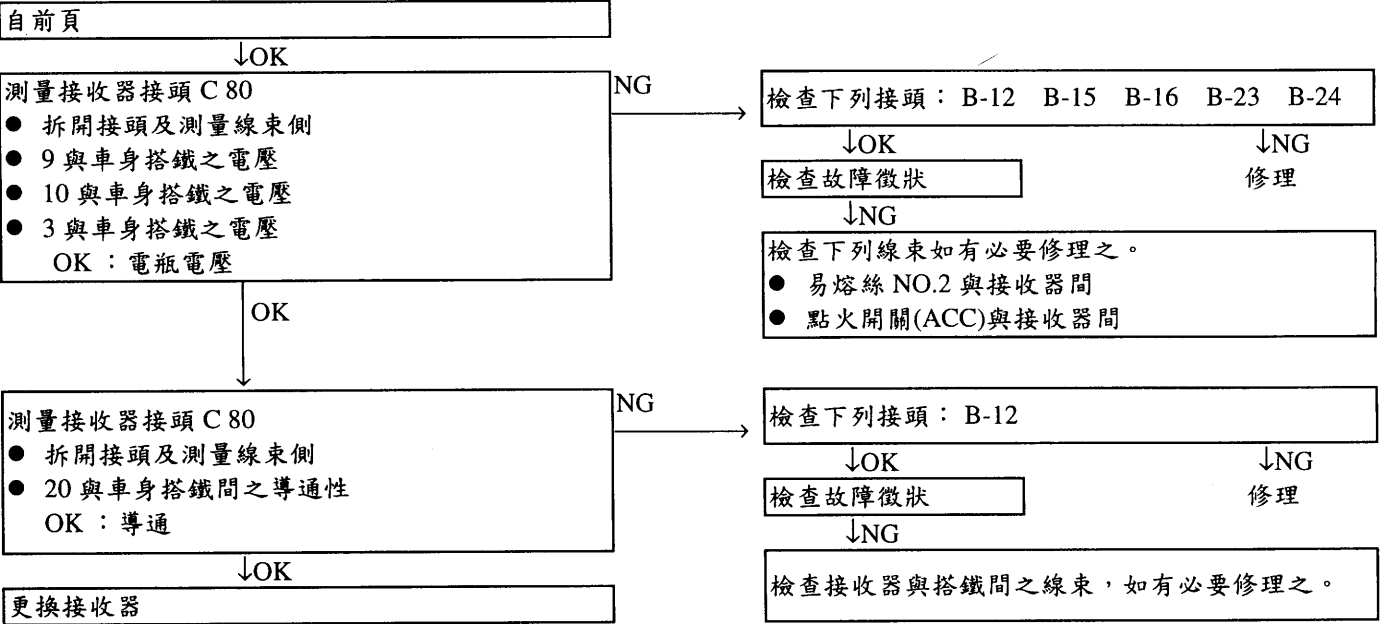 自前頁
↓OK
測量接收器接頭 C 80
● 拆開接頭及測量線束側
● 9 與車身搭鐵之電壓
● 10 與車身搭鐵之電壓
● 3 與車身搭鐵之電壓
OK ：電瓶電壓
NG
檢查下列接頭： B-12 B-15 B-16 B-23 B-24
↓OK
↓NG
檢查故障徵狀
修理
↓NG
檢查下列線束如有必要修理之。
● 易熔絲 NO.2 與接收器間
● 點火開關(ACC)與接收器間
OK
測量接收器接頭 C 80
● 拆開接頭及測量線束側
● 20 與車身搭鐵間之導通性
OK ：導通
NG
檢查下列接頭： B-12
↓OK
↓NG
檢查故障徵狀
修理
↓NG
檢查接收器與搭鐵間之線束，如有必要修理之。
↓OK
更換接收器